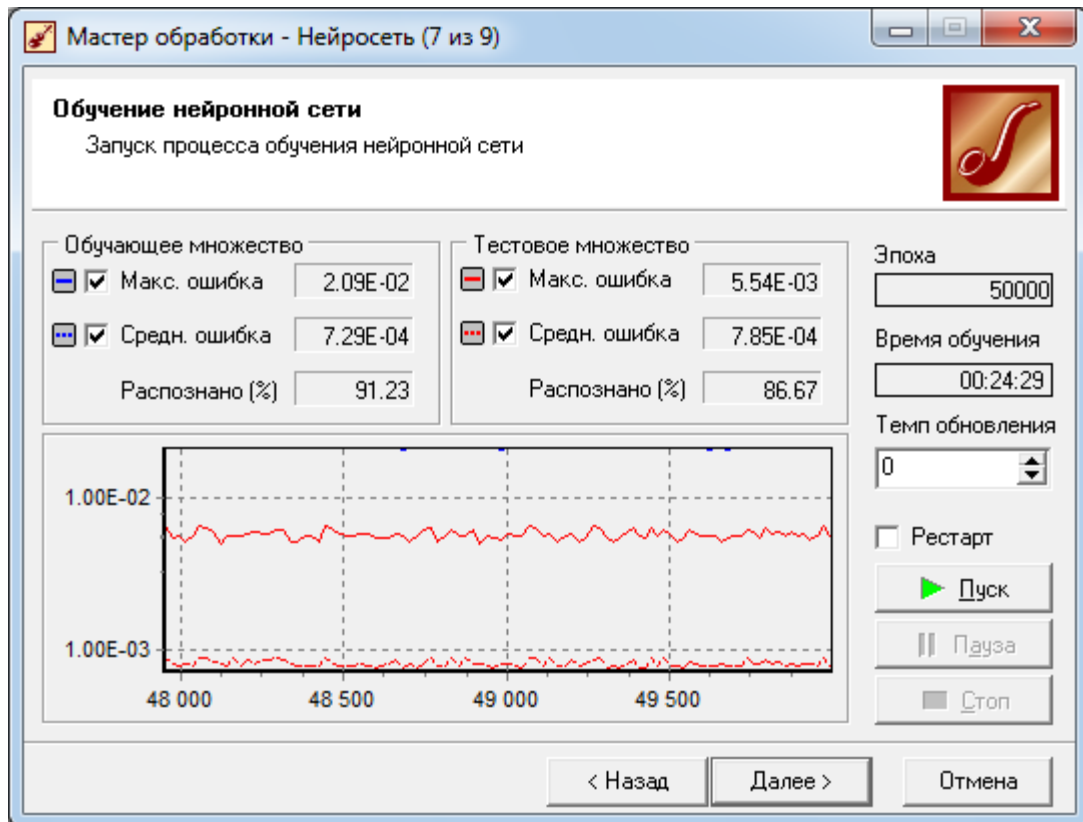 Мастер обработки - Нейросеть (7 из 9)
Обучение нейронной сети
Запуск процесса обучения нейронной сети
Обучающее множество
Макс. ошибка 2.09E-02
Средн. ошибка 7.29E-04
Распознано (%) 91.23
Тестовое множество
Макс. ошибка 5.54E-03
Средн. ошибка 7.85E-04
Распознано (%) 86.67
Эпоха
50000
Время обучения
00:24:29
Темп обновления
0
Рестарт
Пуск
Пауза
Стоп
1.00E-02
1.00E-03
48 000 48 500 49 000 49 500
< Назад Далее > Отмена